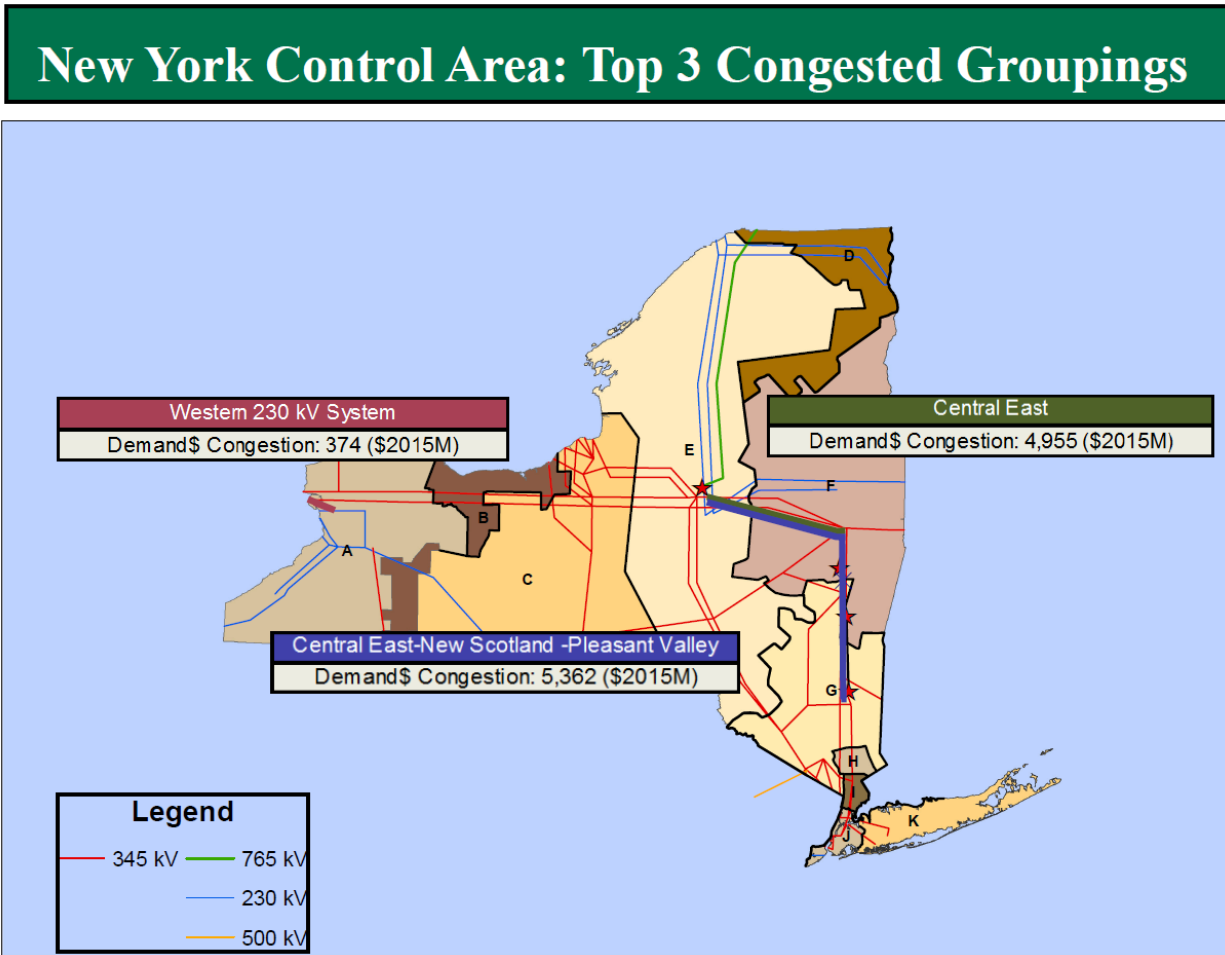 New York Control Area: Top 3 Congested Groupings
D
Western 230 kV System
Demand$ Congestion: 374 ($2015M)
Central East
Demand$ Congestion: 4,955 ($2015M)
E
F
B
A
C
Central East-New Scotland -Pleasant Valley
Demand$ Congestion: 5,362 ($2015M)
G
H
I
K
J
Legend
345 kV
765 kV
230 kV
500 kV